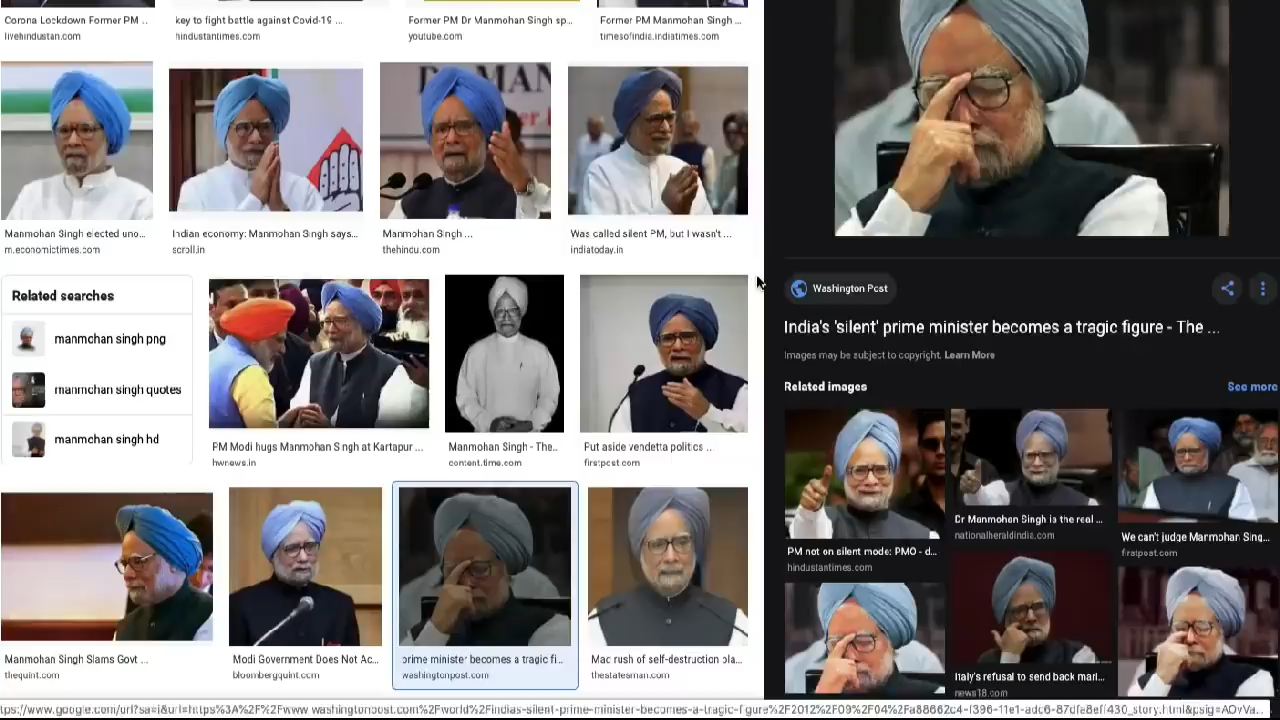 Corona Lockdown Former PM ...
livehindustan.com
key to fight battle against Covid-19 ...
hindustantimes.com
Former PM Dr Manmohan Singh sp...
youtube.com
Former PM Manmohan Singh ...
timesofindia.indiatimes.com
Manmohan Singh elected uno...
m.economictimes.com
Indian economy: Manmohan Singh says...
scroll.in
Manmohan Singh ...
thehindu.com
Was called silent PM, but I wasn't ...
indiatoday.in
Related searches
manmohan singh png
manmohan singh quotes
manmohan singh hd
PM Modi hugs Manmohan Singh at Kartapur ...
hwnews.in
Manmohan Singh - The...
content.time.com
Put aside vendetta politics ...
firstpost.com
Manmohan Singh Slams Govt ...
thequint.com
Modi Government Does Not Ac...
bloombergquint.com
prime minister becomes a tragic fi...
washingtonpost.com
Mad rush of self-destruction pla...
thestatesman.com
Washington Post
India's 'silent' prime minister becomes a tragic figure - The ...
Images may be subject to copyright. Learn More
Related images
See more
PM not on silent mode: PMO - d...
hindustantimes.com
Dr Manmohan Singh is the real ...
nationalheraldindia.com
We can't judge Manmohan Sing...
firstpost.com
Italy's refusal to send back mari...
news18.com